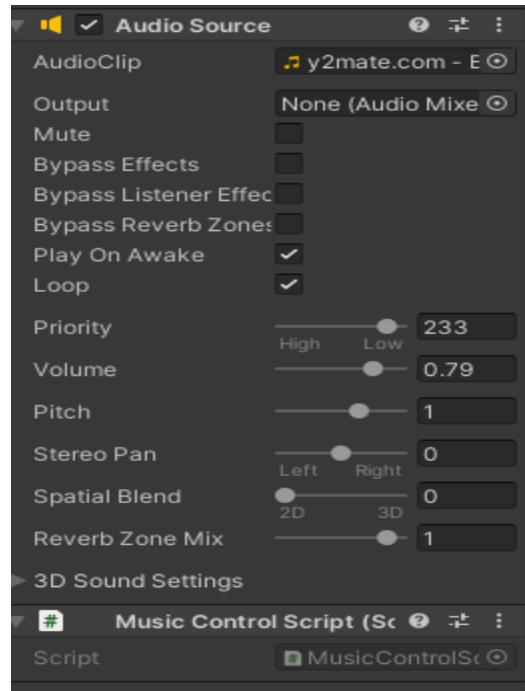 Audio Source
AudioClip y2mate.com - E
Output None (Audio Mixe
Mute
Bypass Effects
Bypass Listener Effec
Bypass Reverb Zones
Play On Awake
Loop
Priority 233
High Low
Volume 0.79
Pitch 1
Stereo Pan 0
Left Right
Spatial Blend 0
2D 3D
Reverb Zone Mix 1
3D Sound Settings
# Music Control Script (Sc
Script # MusicControlSc